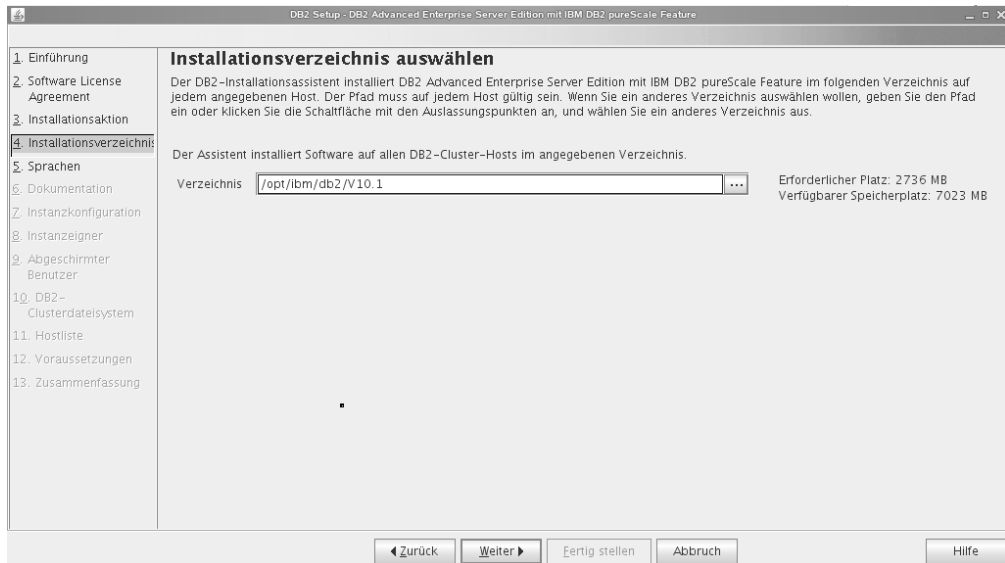 DB2 Setup - DB2 Advanced Enterprise Server Edition mit IBM DB2 pureScale Feature
1. Einführung
2. Software License
Agreement
3. Installationsaktion
4. Installationsverzeichnis
5. Sprachen
6. Dokumentation
7. Instanzkonfiguration
8. Instanzeigner
9. Abgeschirmter
Benutzer
10. DB2-
Clusterdateisystem
11. Hostliste
12. Voraussetzungen
13. Zusammenfassung
Installationsverzeichnis auswählen
Der DB2-Installationsassistent installiert DB2 Advanced Enterprise Server Edition mit IBM DB2 pureScale Feature im folgenden Verzeichnis auf
jedem angegebenen Host. Der Pfad muss auf jedem Host gültig sein. Wenn Sie ein anderes Verzeichnis auswählen wollen, geben Sie den Pfad
ein oder klicken Sie die Schaltfläche mit den Auslassungspunkten an, und wählen Sie ein anderes Verzeichnis aus.
Der Assistent installiert Software auf allen DB2-Cluster-Hosts im angegebenen Verzeichnis.
Verzeichnis /opt/ibm/db2/V10.1 ...
Erforderlicher Platz: 2736 MB
Verfügbarer Speicherplatz: 7023 MB
Zurück Weiter Fertig stellen Abbruch Hilfe